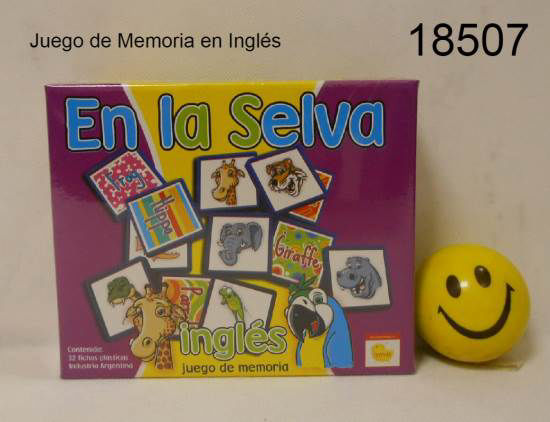 Juego de Memoria en Inglés
18507
En la Selva
Frog
Hippo
Giraffe
inglés
juego de memoria
Contenido:
32 fichas plásticas
Industria Argentina